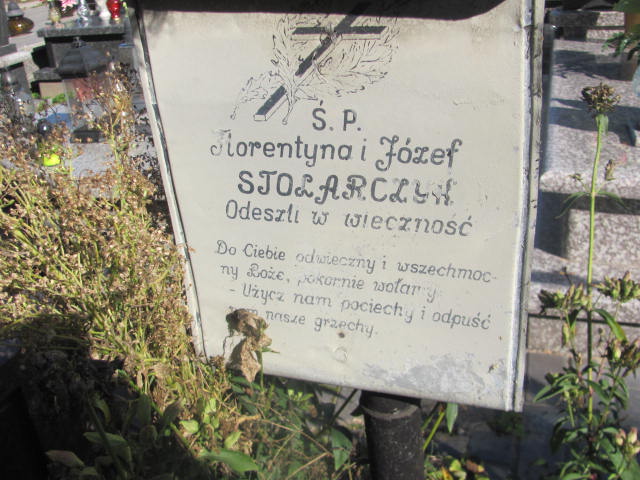 Ś. P.
Florentyna i Józef
STOLARCZYK
Odeszli w wieczność
Do Ciebie odwieczny i wszechmoc-
ny Boże, pokornie wołamy
- Użycz nam pociechy i odpuść
nasze grzechy.